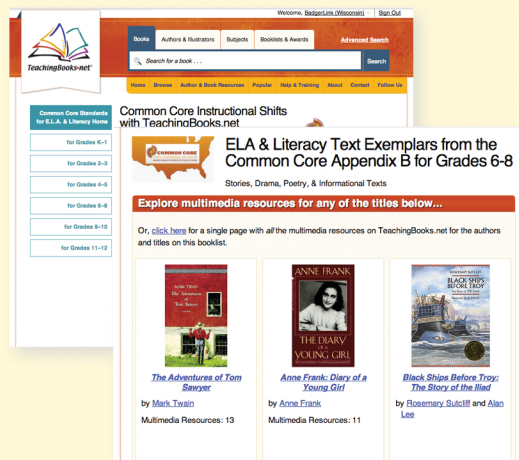 Welcome, BadgerLink (Wisconsin) | Sign Out
TeachingBooks.net
Books Authors & Illustrators Subjects Booklists & Awards Advanced Search
Search for a book . . . Search
Home Browse Author & Book Resources Popular Help & Training About Contact Follow Us
Common Core Standards
for E.L.A. & Literacy Home
for Grades K–1
for Grades 2–3
for Grades 4–5
for Grades 6–8
for Grades 9–10
for Grades 11–12
Common Core Instructional Shifts
with TeachingBooks.net
COMMON CORE
ELA & Literacy Text Exemplars from the
Common Core Appendix B for Grades 6-8
Stories, Drama, Poetry, & Informational Texts
Explore multimedia resources for any of the titles below...
Or, click here for a single page with all the multimedia resources on TeachingBooks.net for the authors
and titles on this booklist.
MARK TWAIN
The Adventures
of
Tom Sawyer
The Adventures of Tom
Sawyer
by Mark Twain
Multimedia Resources: 13
ANNE FRANK
THE DIARY
OF A
YOUNG GIRL
Anne Frank: Diary of a
Young Girl
by Anne Frank
Multimedia Resources: 11
ROSEMARY SUTCLIFF
BLACK SHIPS
BEFORE TROY
Black Ships Before Troy:
The Story of the Iliad
by Rosemary Sutcliff and Alan
Lee